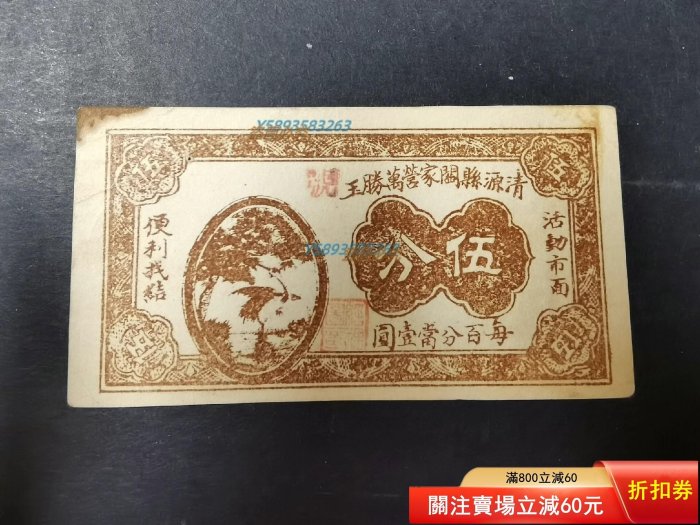 Y5893583263
清源縣閣家營萬勝玉
伍分
每百分當壹圓
活動市面
便利找結
滿800立減60
關注賣場立減60元
折扣券